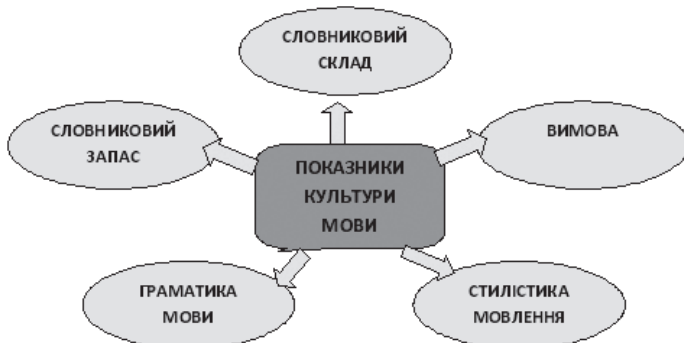 СЛОВНИКОВИЙ
СКЛАД
СЛОВНИКОВИЙ
ЗАПАС
ВИМОВА
ПОКАЗНИКИ
КУЛЬТУРИ
МОВИ
ГРАМАТИКА
МОВИ
СТИЛІСТИКА
МОВЛЕННЯ